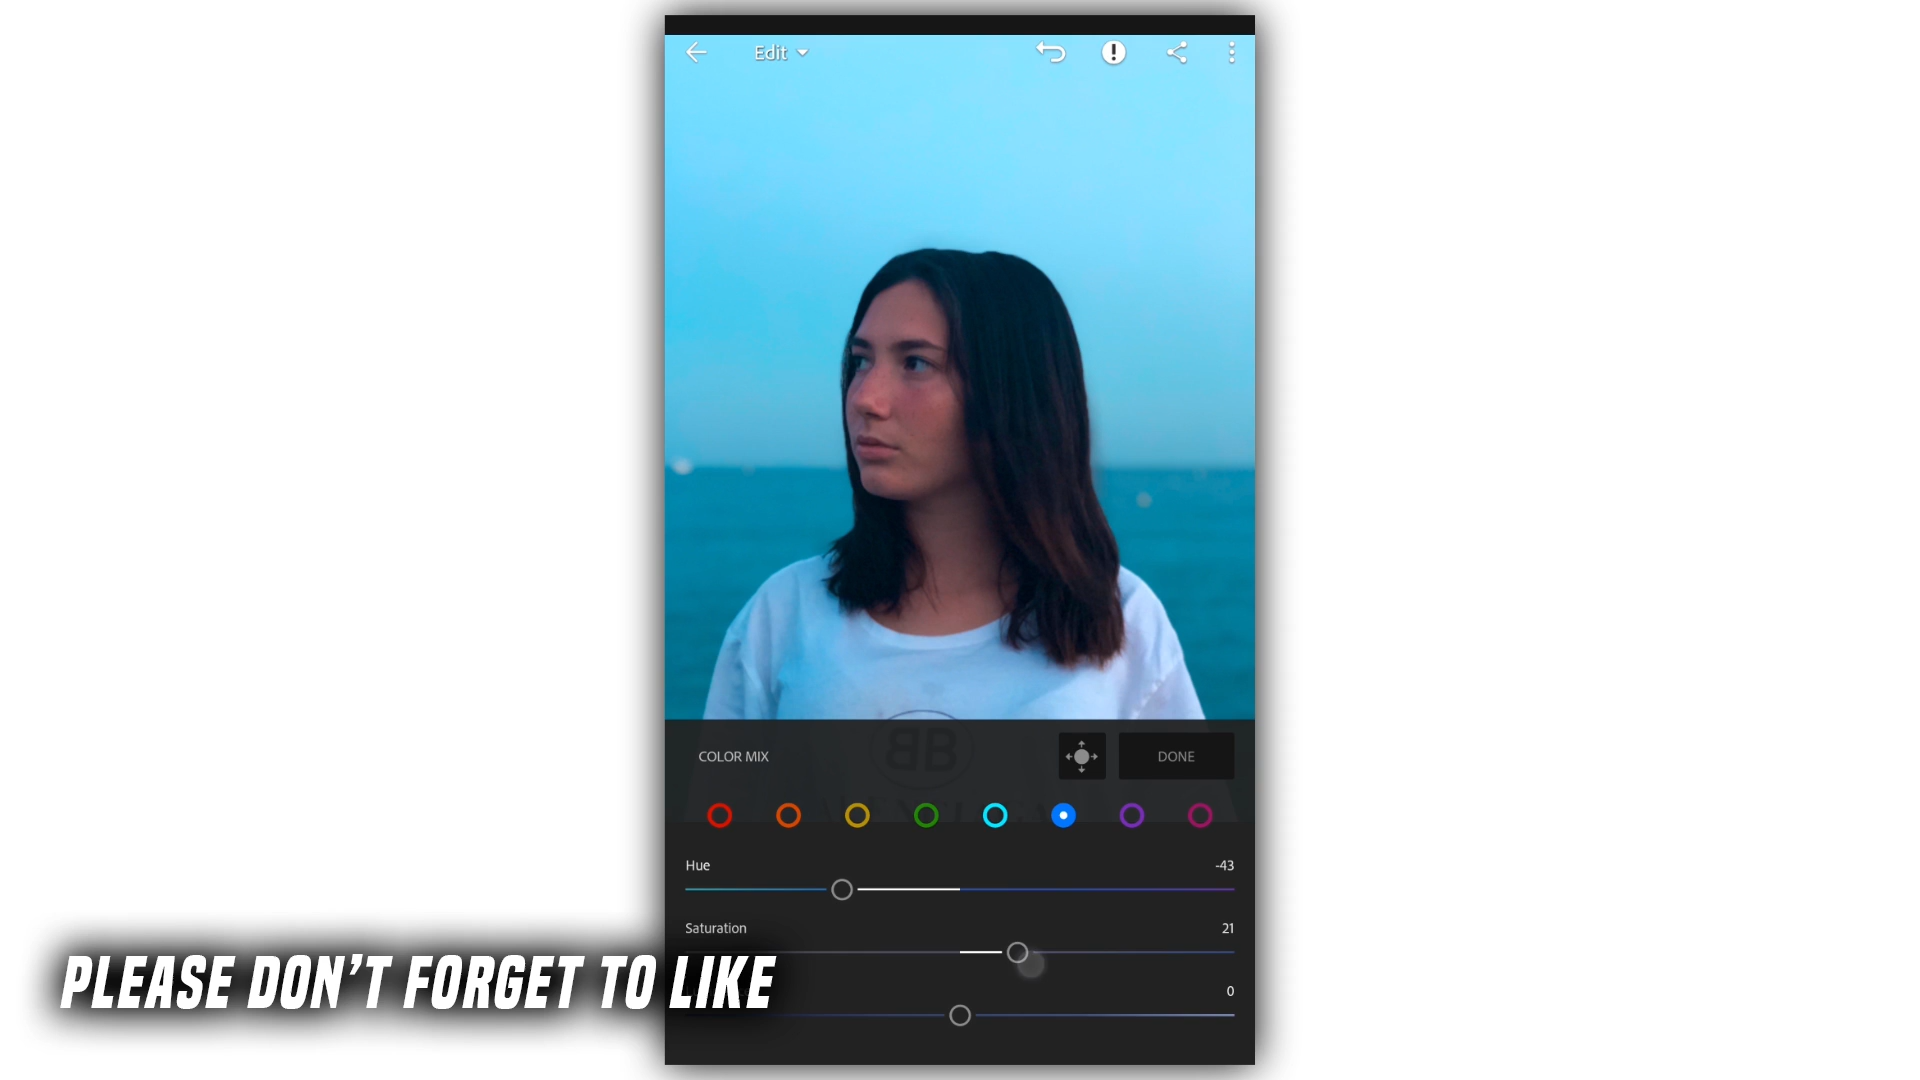 Edit
COLOR MIX
DONE
Hue
-43
Saturation
21
0
PLEASE DON'T FORGET TO LIKE